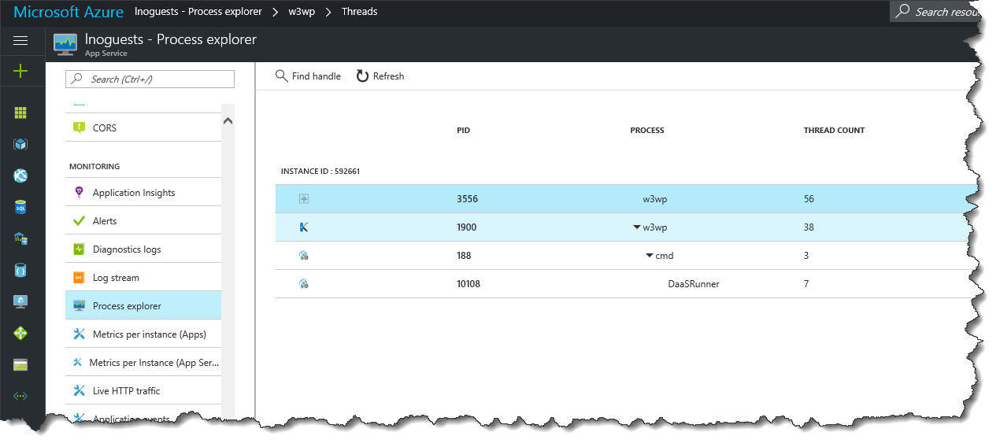 Microsoft Azure Inoguests - Process explorer > w3wp > Threads
Search resou
Inoguests - Process explorer
App Service
Search (Ctrl+/)
CORS
MONITORING
Application Insights
Alerts
Diagnostics logs
Log stream
Process explorer
Metrics per instance (Apps)
Metrics per Instance (App Ser...
Live HTTP traffic
Application events
Find handle Refresh
PID PROCESS THREAD COUNT
INSTANCE ID : 592661
3556 w3wp 56
1900 w3wp 38
188 cmd 3
10108 DaaSRunner 7